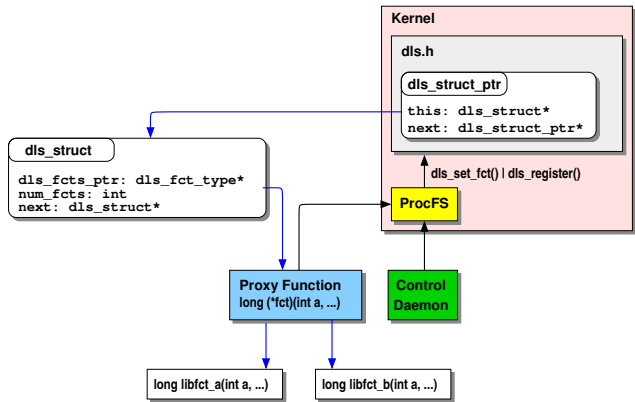 Kernel
dls.h
dls_struct_ptr
this: dls_struct*
next: dls_struct_ptr*
dls_struct
dls_fcts_ptr: dls_fct_type*
num_fcts: int
next: dls_struct*
dls_set_fct() | dls_register()
ProcFS
Proxy Function
long (*fct)(int a, ...)
Control
Daemon
long libfct_a(int a, ...)
long libfct_b(int a, ...)